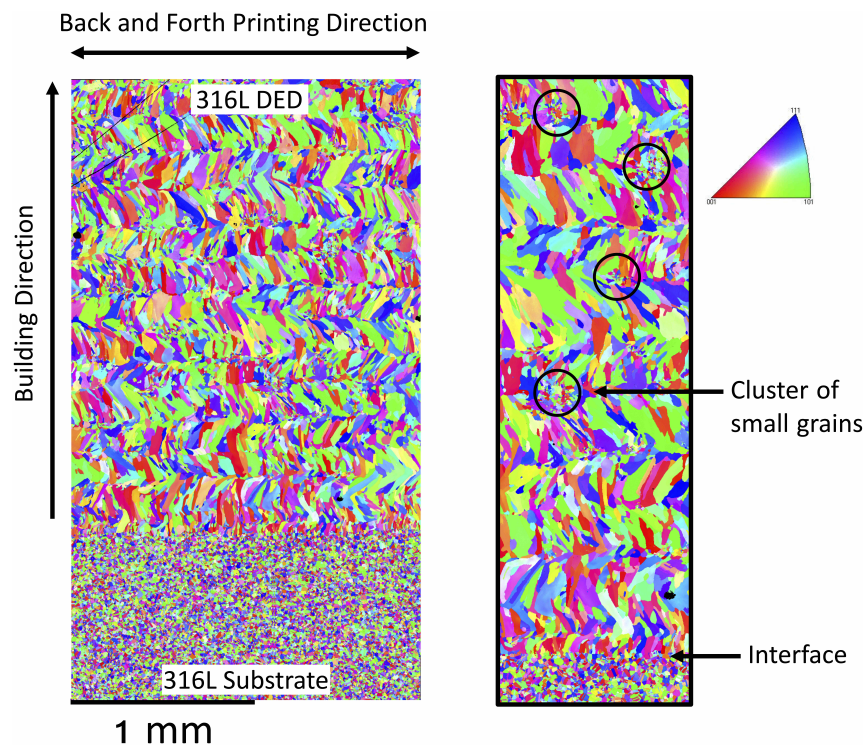 Back and Forth Printing Direction
316L DED
Building Direction
316L Substrate
1 mm
111
001
101
Cluster of
small grains
Interface